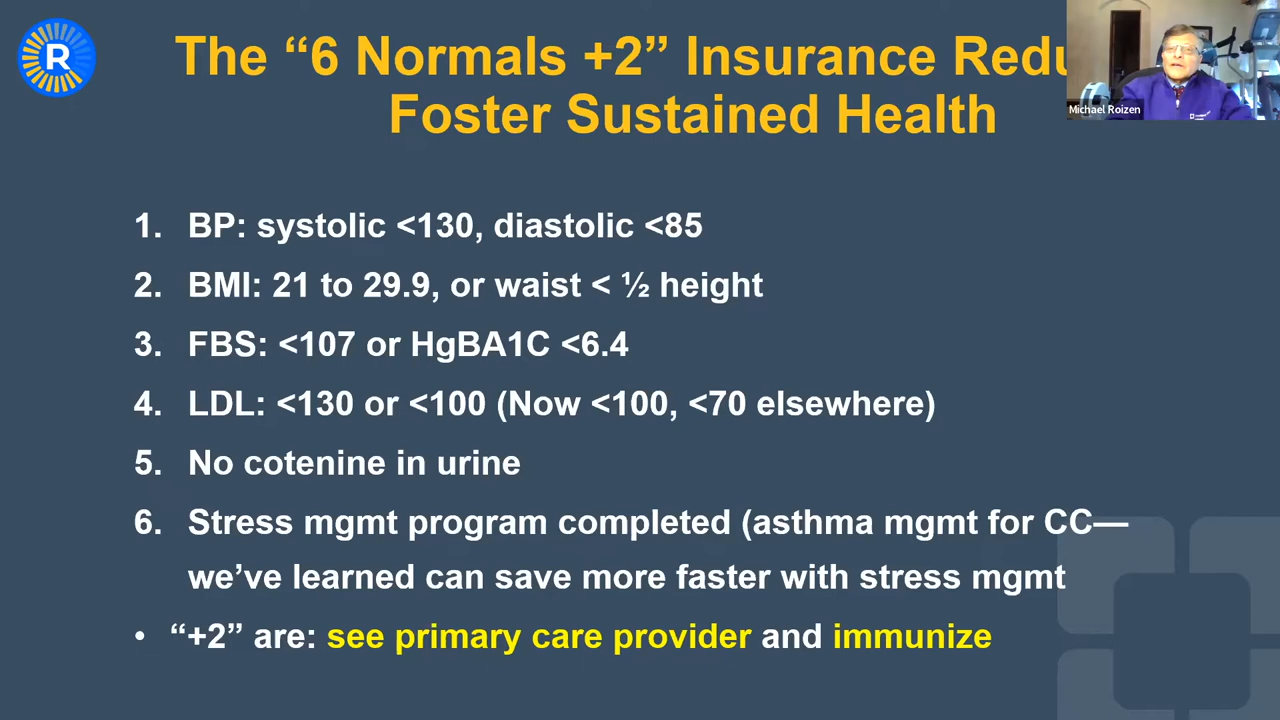 R
The “6 Normals +2” Insurance
Foster Sustained Health
Michael Roizen
1. BP: systolic <130, diastolic <85
2. BMI: 21 to 29.9, or waist < ½ height
3. FBS: <107 or HgBA1C <6.4
4. LDL: <130 or <100 (Now <100, <70 elsewhere)
5. No cotenine in urine
6. Stress mgmt program completed (asthma mgmt for CC—
we’ve learned can save more faster with stress mgmt
• “+2” are: see primary care provider and immunize